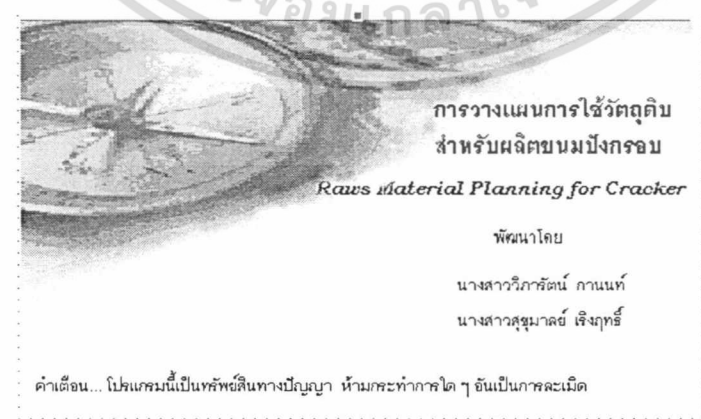 การวางแผนการใช้วัตถุดิบ
สำหรับผลิตขนมปังกรอบ
Raws Material Planning for Cracker
พัฒนาโดย
นางสาววิภารัตน์ กานนท์
นางสาวสุขุมาลย์ เริงฤทธิ์
คำเตือน... โปรแกรมนี้เป็นทรัพย์สินทางปัญญา ห้ามกระทำการใด ๆ อันเป็นการละเมิด